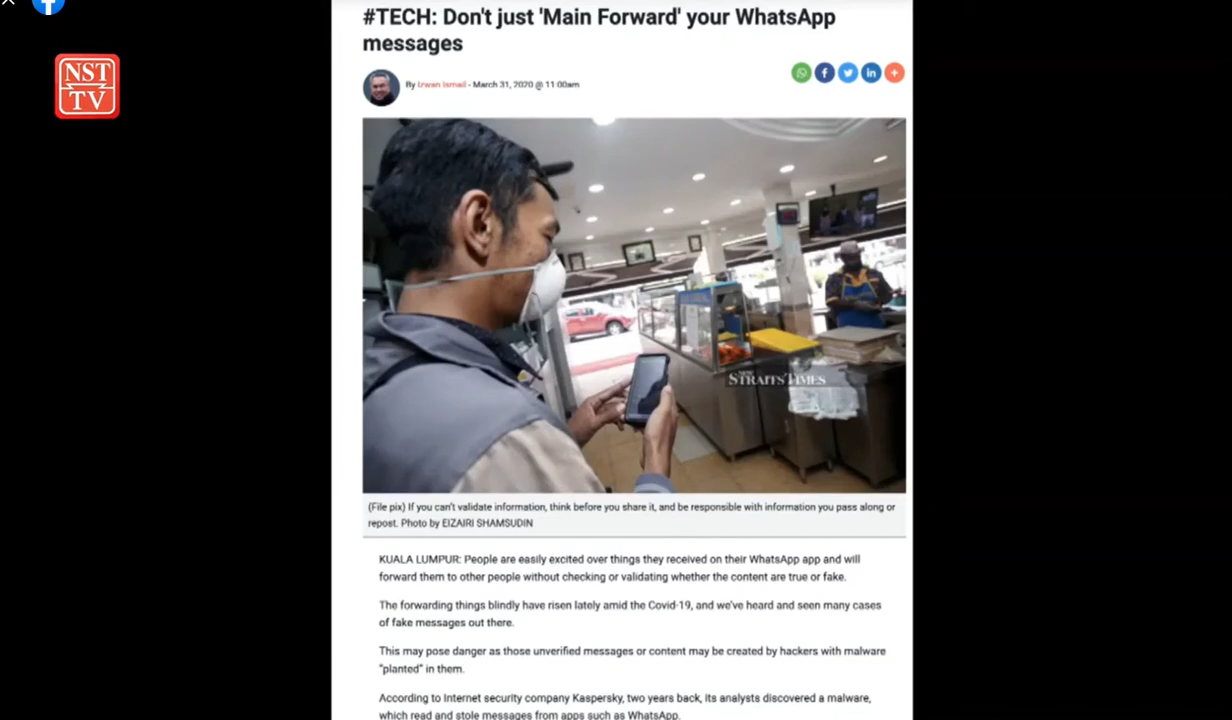 #TECH: Don't just 'Main Forward' your WhatsApp
messages
NST
TV
By Izwan Ismail - March 31, 2020 @ 11:00am
NEW
STRAITS TIMES
(File pix) If you can't validate information, think before you share it, and be responsible with information you pass along or
repost. Photo by EIZAIRI SHAMSUDIN
KUALA LUMPUR: People are easily excited over things they received on their WhatsApp app and will
forward them to other people without checking or validating whether the content are true or fake.
The forwarding things blindly have risen lately amid the Covid-19, and we've heard and seen many cases
of fake messages out there.
This may pose danger as those unverified messages or content may be created by hackers with malware
"planted" in them.
According to Internet security company Kaspersky, two years back, its analysts discovered a malware,
which read and stole messages from apps such as WhatsApp.